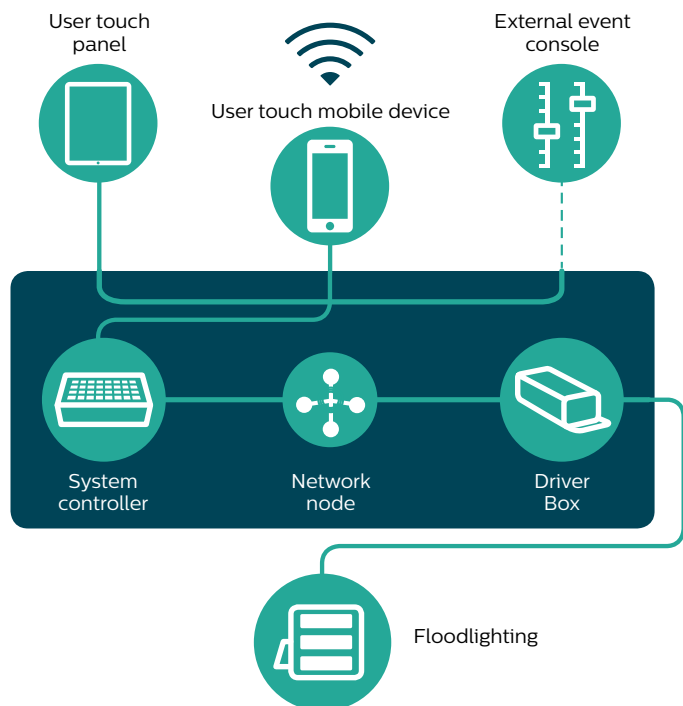 User touch
panel
External event
console
User touch mobile device
System
controller
Network
node
Driver
Box
Floodlighting